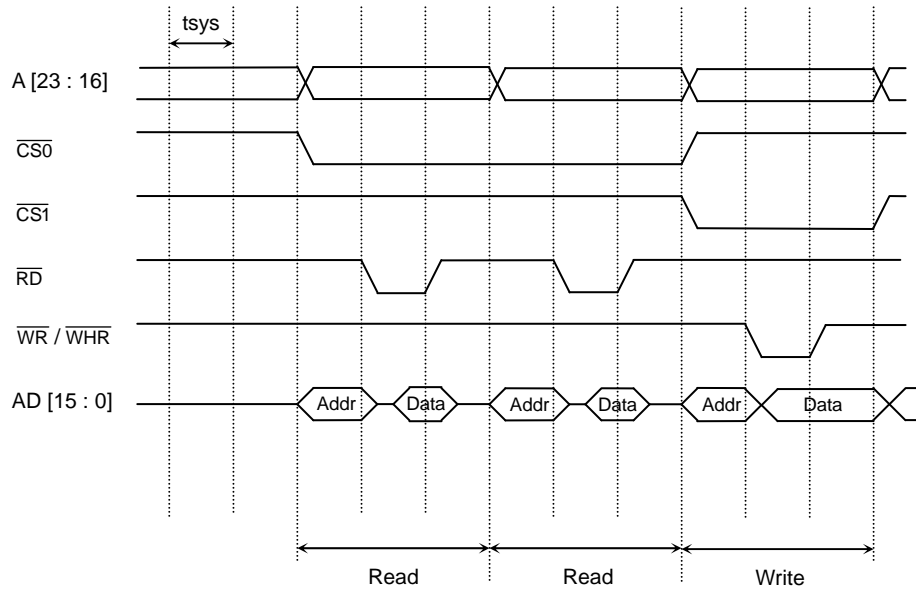 tsys
A [23 : 16]
CS0
CS1
RD
WR / WHR
AD [15 : 0]
Addr Data Addr Data Addr Data
Read Read Write